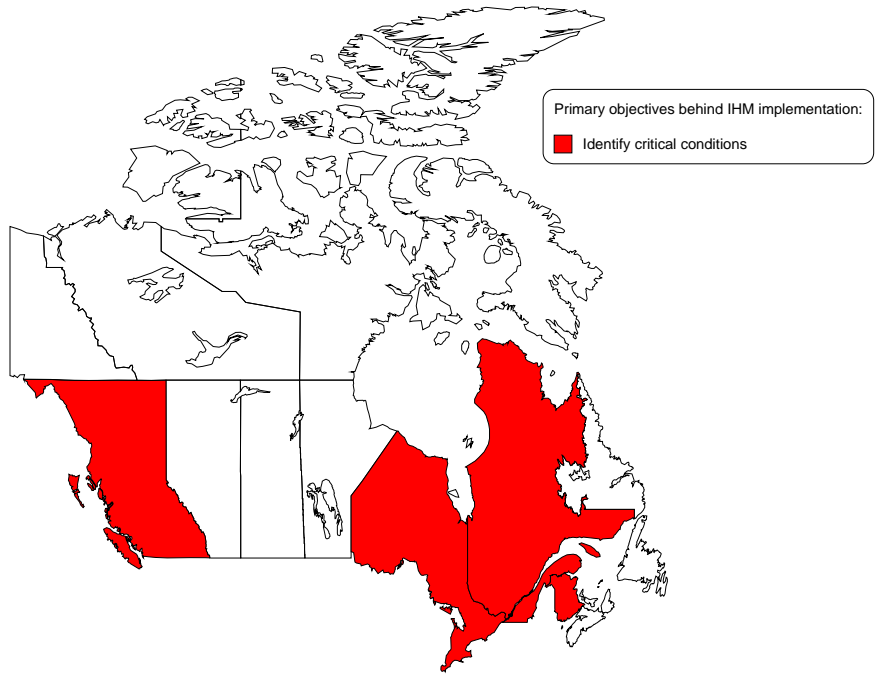 Primary objectives behind IHM implementation:
Identify critical conditions